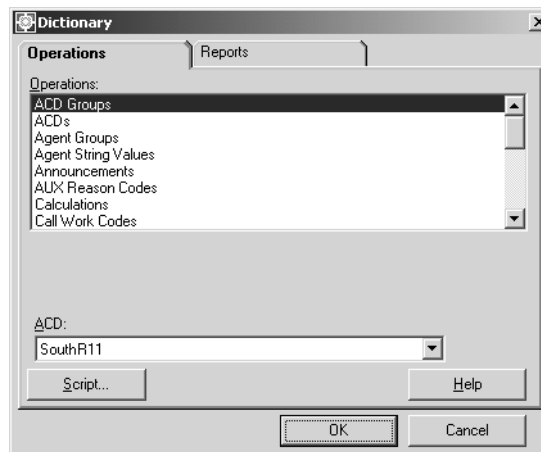 Dictionary
Operations
Reports
Operations:
ACD Groups
ACDs
Agent Groups
Agent String Values
Announcements
AUX Reason Codes
Calculations
Call Work Codes
ACD:
SouthR11
Script...
Help
OK
Cancel